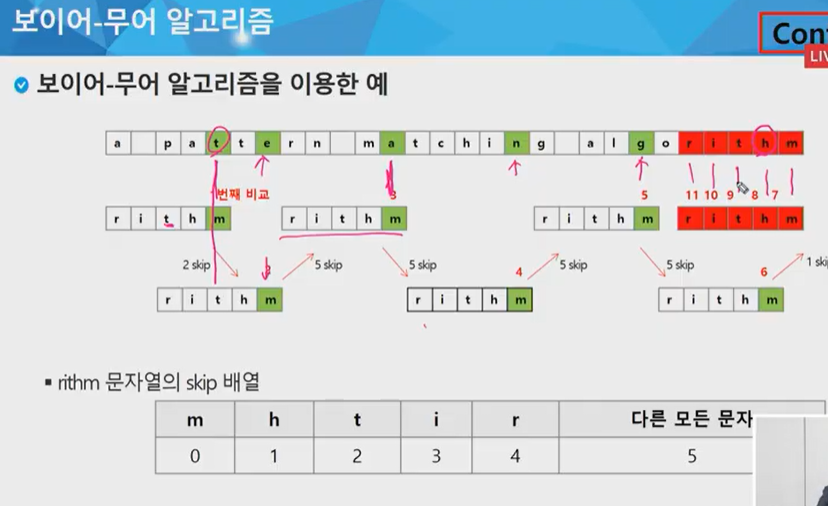 보이어-무어 알고리즘
Con
LIV
보이어-무어 알고리즘을 이용한 예
a p a t t e r n m a t c h i n g a l g o r i t h m
번째 비교 3 5 11 10 9 8 7
r i t h m r i t h m r i t h m r i t h m
2 skip 5 skip 5 skip 4 5 skip 5 skip 6 1 ski
r i t h m r i t h m r i t h m
▪ rithm 문자열의 skip 배열
m h t i r 다른 모든 문자
0 1 2 3 4 5